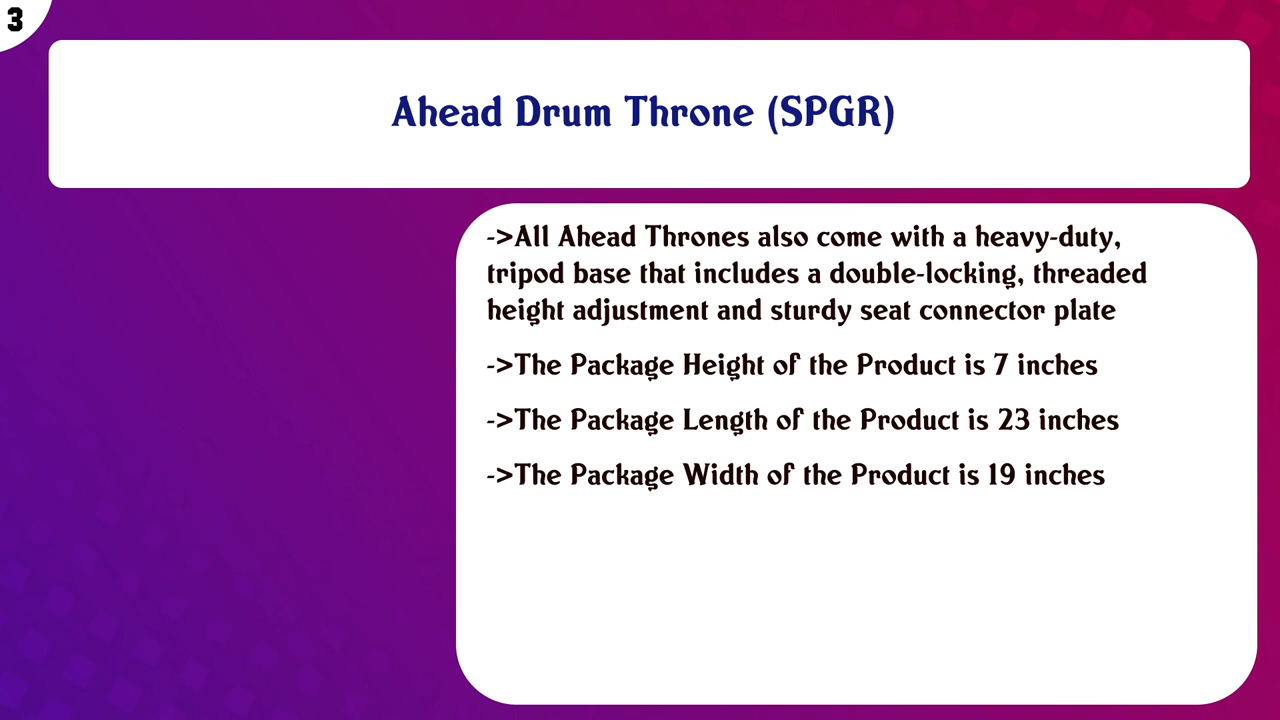 3
Ahead Drum Throne (SPGR)
->All Ahead Thrones also come with a heavy-duty,
tripod base that includes a double-locking, threaded
height adjustment and sturdy seat connector plate
->The Package Height of the Product is 7 inches
->The Package Length of the Product is 23 inches
->The Package Width of the Product is 19 inches